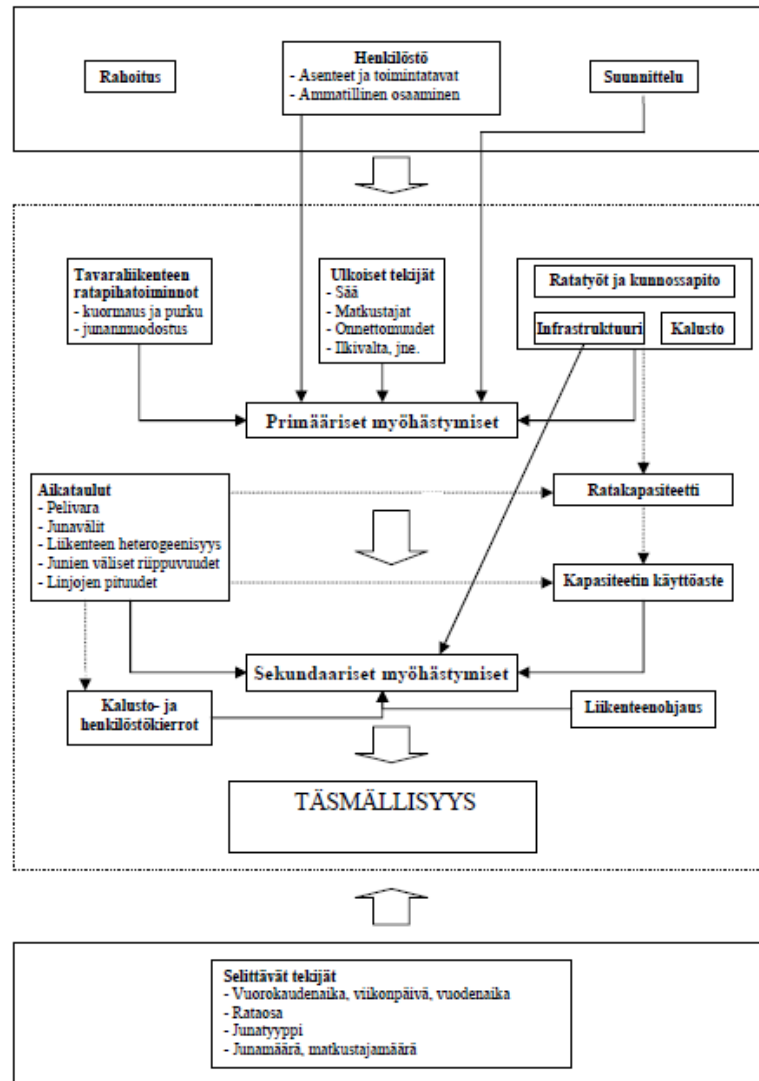 Rahoitus
Henkilöstö
- Asenteet ja toimintatavat
- Ammatillinen osaaminen
Suunnittelu
Tavaraliikenteen
ratapihatoiminnot
- kuormaus ja purku
- junanmuodostus
Ulkoiset tekijät
- Sää
- Matkustajat
- Onnettomuudet
- Ilkivalta, jne.
Ratatyöt ja kunnossapito
Infrastruktuuri
Kalusto
Primääriset myöhästymiset
Aikataulut
- Pelivara
- Junavälit
- Liikenteen heterogeenisyys
- Junien väliset riippuvuudet
- Linjojen pituudet
Ratakapasiteetti
Kapasiteetin käyttöaste
Sekundaariset myöhästymiset
Kalusto- ja
henkilöstökierrot
Liikenteenohjaus
TÄSMÄLLISYYS
Selittävät tekijät
- Vuorokaudenaika, viikonpäivä, vuodenaika
- Rataosa
- Junatyyppi
- Junamäärä, matkustajamäärä